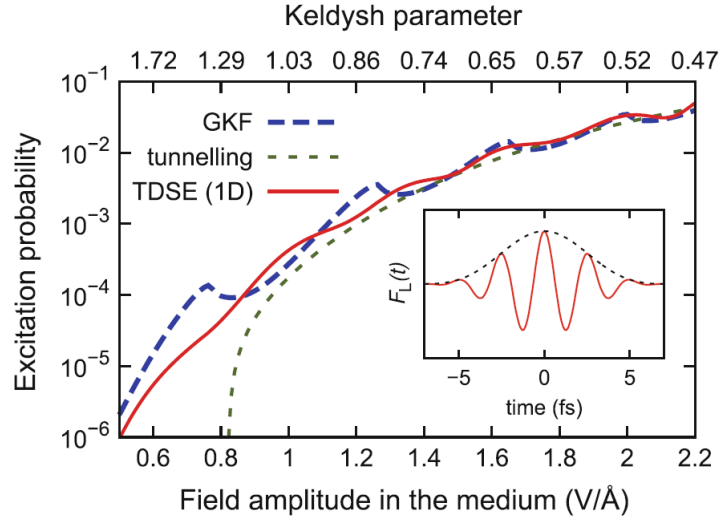 Keldysh parameter
1.72 1.29 1.03 0.86 0.74 0.65 0.57 0.52 0.47
10⁻¹
10⁻²
10⁻³
10⁻⁴
10⁻⁵
10⁻⁶
Excitation probability
GKF
tunnelling
TDSE (1D)
F_L(t)
−5 0 5
time (fs)
0.6 0.8 1 1.2 1.4 1.6 1.8 2 2.2
Field amplitude in the medium (V/Å)